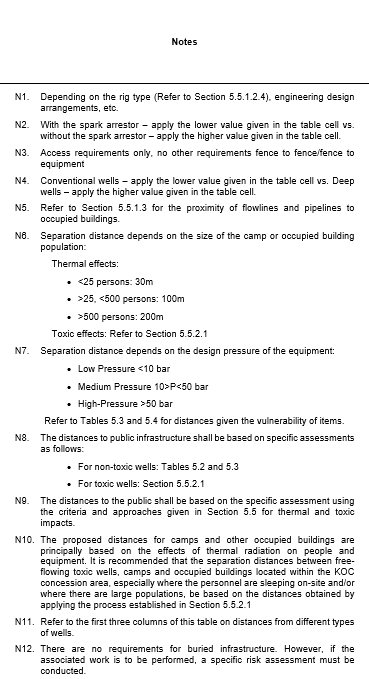 Notes
N1. Depending on the rig type (Refer to Section 5.5.1.2.4), engineering design
arrangements, etc.
N2. With the spark arrestor – apply the lower value given in the table cell vs.
without the spark arrestor – apply the higher value given in the table cell.
N3. Access requirements only, no other requirements fence to fence/fence to
equipment
N4. Conventional wells – apply the lower value given in the table cell vs. Deep
wells – apply the higher value given in the table cell.
N5. Refer to Section 5.5.1.3 for the proximity of flowlines and pipelines to
occupied buildings.
N6. Separation distance depends on the size of the camp or occupied building
population:
Thermal effects:
• <25 persons: 30m
• >25, <500 persons: 100m
• >500 persons: 200m
Toxic effects: Refer to Section 5.5.2.1
N7. Separation distance depends on the design pressure of the equipment:
• Low Pressure <10 bar
• Medium Pressure 10>P<50 bar
• High-Pressure >50 bar
Refer to Tables 5.3 and 5.4 for distances given the vulnerability of items.
N8. The distances to public infrastructure shall be based on specific assessments
as follows:
• For non-toxic wells: Tables 5.2 and 5.3
• For toxic wells: Section 5.5.2.1
N9. The distances to the public shall be based on the specific assessment using
the criteria and approaches given in Section 5.5 for thermal and toxic
impacts.
N10. The proposed distances for camps and other occupied buildings are
principally based on the effects of thermal radiation on people and
equipment. It is recommended that the separation distances between free-
flowing toxic wells, camps and occupied buildings located within the KOC
concession area, especially where the personnel are sleeping on-site and/or
where there are large populations, be based on the distances obtained by
applying the process established in Section 5.5.2.1
N11. Refer to the first three columns of this table on distances from different types
of wells.
N12. There are no requirements for buried infrastructure. However, if the
associated work is to be performed, a specific risk assessment must be
conducted.